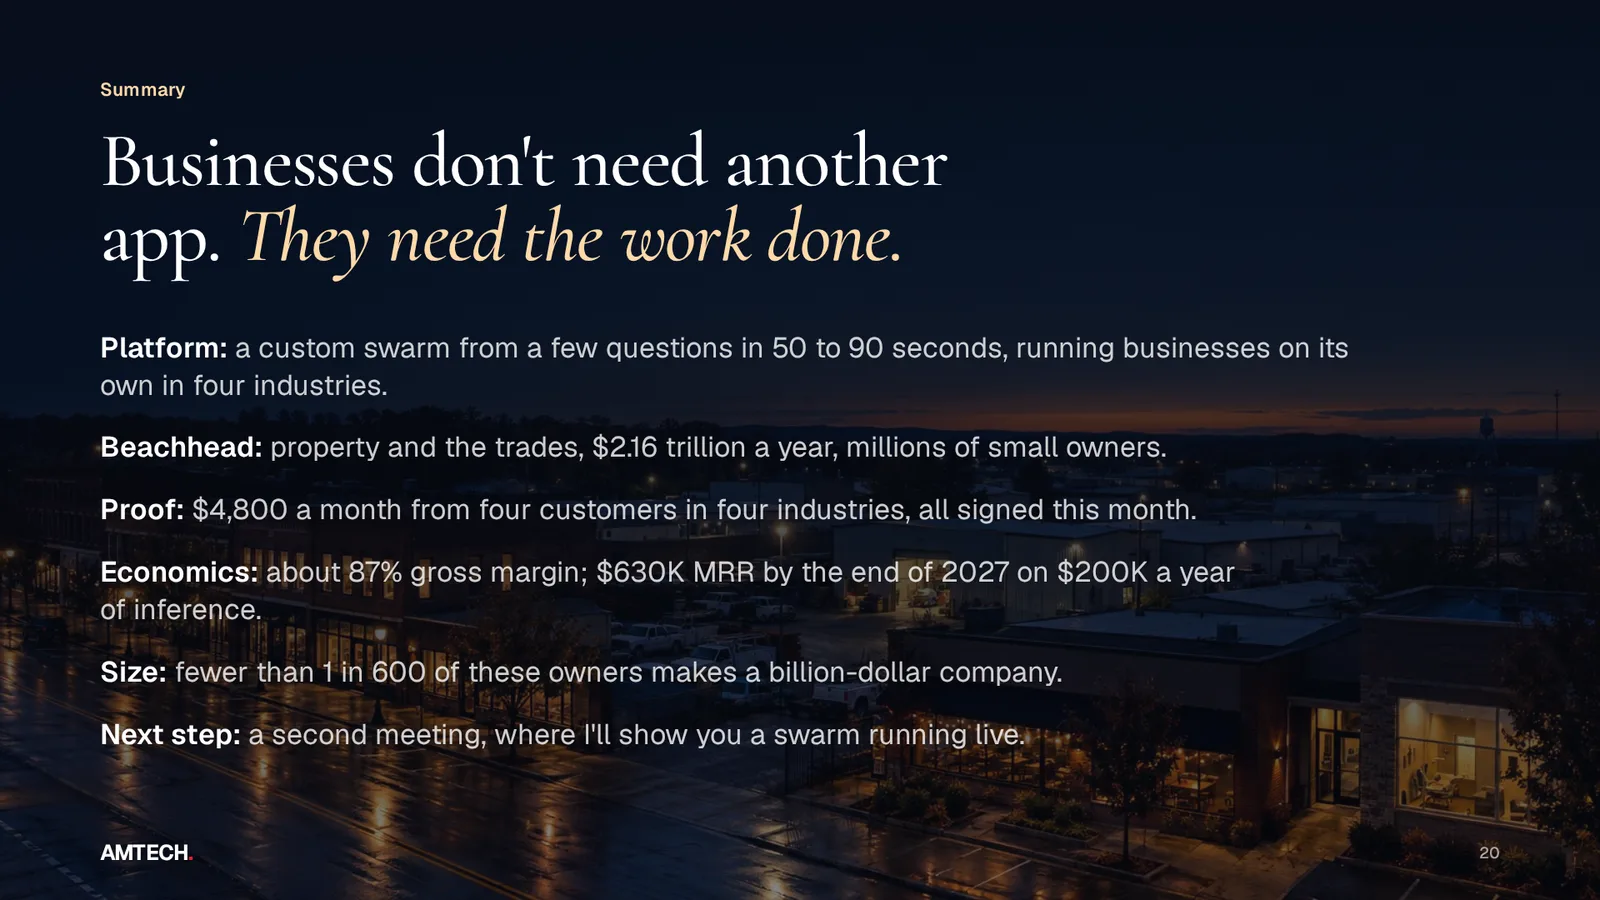 Summary
Businesses don't need another
app. They need the work done.
Platform: a custom swarm from a few questions in 50 to 90 seconds, running businesses on its
own in four industries.
Beachhead: property and the trades, $2.16 trillion a year, millions of small owners.
Proof: $4,800 a month from four customers in four industries, all signed this month.
Economics: about 87% gross margin; $630K MRR by the end of 2027 on $200K a year
of inference.
Size: fewer than 1 in 600 of these owners makes a billion-dollar company.
Next step: a second meeting, where I'll show you a swarm running live.
AMTECH.
20